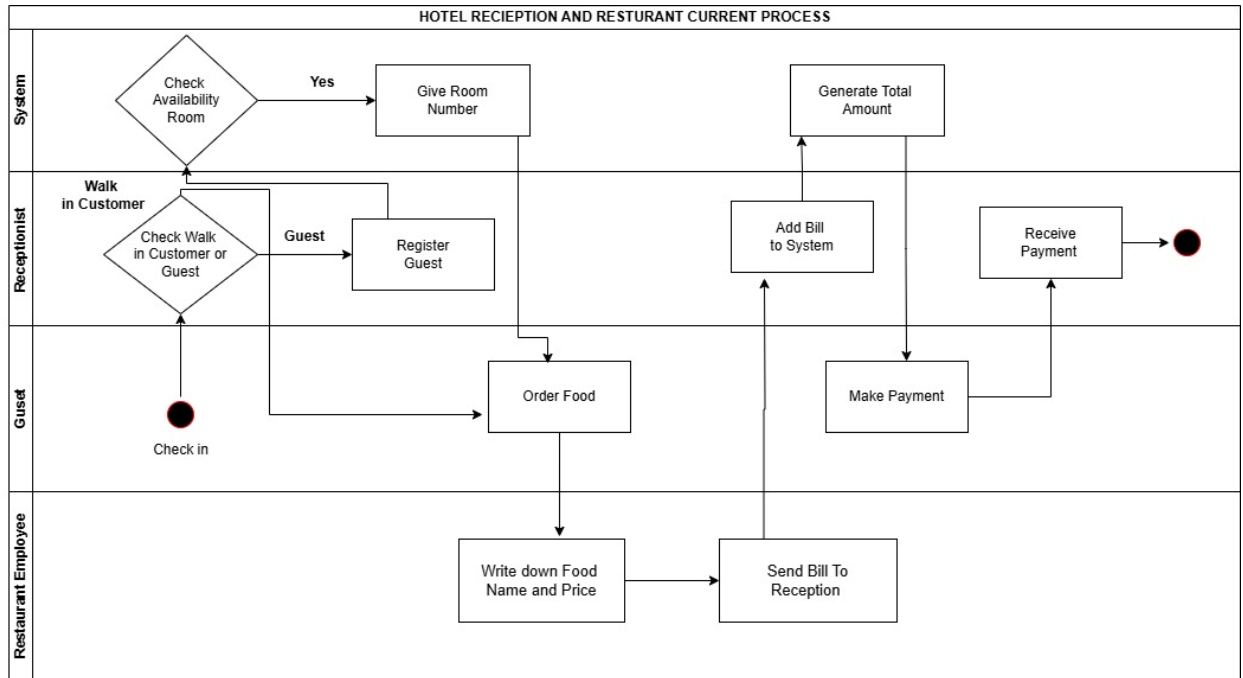 HOTEL RECIEPTION AND RESTURANT CURRENT PROCESS
System
Check
Availability
Room
Yes
Give Room
Number
Generate Total
Amount
Receptionist
Walk
in Customer
Check Walk
in Customer or
Guest
Guest
Register
Guest
Add Bill
to System
Receive
Payment
Guset
Check in
Order Food
Make Payment
Restaurant Employee
Write down Food
Name and Price
Send Bill To
Reception